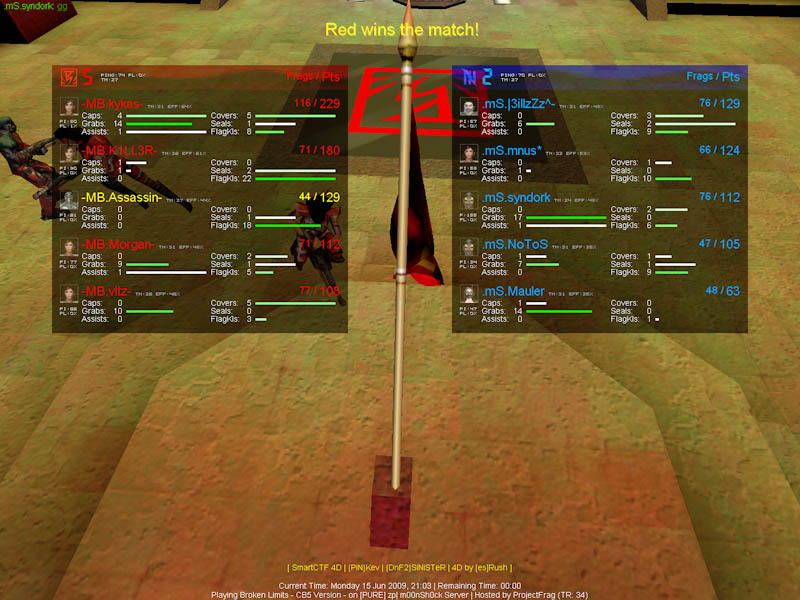 .mS.syndork: gg
Red wins the match!
5 PING:74 PL:0% TM:27 Frags / Pts
-MB.kykas- TM:31 EFF:64% 116 / 229
Caps: 4 Covers: 5
Grabs: 14 Seals: 1
Assists: 1 FlagKls: 8
-MB.K1LL3R- 71 / 180
Caps: 1 Covers: 0
Grabs: 1 Seals: 2
Assists: 0 FlagKls: 22
-MB.Assassin- 44 / 129
Caps: 0 Covers: 0
Grabs: 0 Seals: 1
Assists: 0 FlagKls: 18
-MB.Morgan- 71 / 112
Caps: 0 Covers: 2
Grabs: 9 Seals: 1
Assists: 1 FlagKls: 5
-MB.vitz- 77 / 108
Caps: 0 Covers: 5
Grabs: 10 Seals: 0
Assists: 0 FlagKls: 3
2 Frags / Pts
.mS.|3illzZz^- 76 / 129
Caps: 0 Covers: 3
Grabs: 6 Seals: 2
Assists: 0 FlagKls: 9
.mS.mnus* 66 / 124
Caps: 0 Covers: 1
Grabs: 1 Seals: 0
Assists: 0 FlagKls: 10
.mS.syndork 76 / 112
Caps: 0 Covers: 2
Grabs: 17 Seals: 0
Assists: 1 FlagKls: 6
.mS.NoToS 47 / 105
Caps: 1 Covers: 1
Grabs: 7 Seals: 1
Assists: 0 FlagKls: 9
.mS.Mauler 48 / 63
Caps: 1 Covers: 0
Grabs: 14 Seals: 0
Assists: 0 FlagKls: 1
[ SmartCTF 4D | {PiN}Kev | {DnF2}SiNiSTeR | 4D by {es}Rush ]
Current Time: Monday 15 Jun 2009, 21:03 | Remaining Time: 00:00
Playing Broken Limits - CB5 Version - on [PURE] zp| m00nSh0ck Server | Hosted by ProjectFrag (TR: 34)